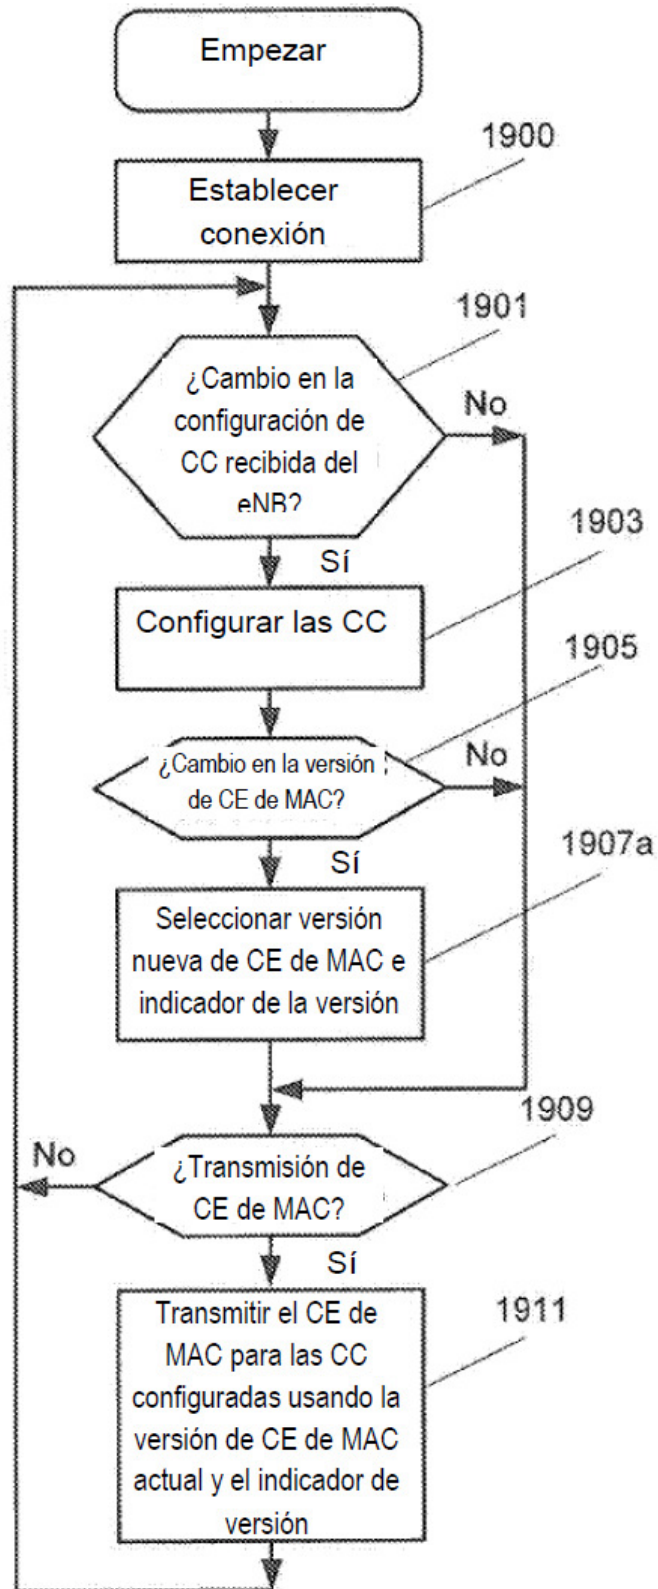 Empezar
1900
Establecer
conexión
1901
¿Cambio en la
configuración de
CC recibida del
eNB?
No
Sí
1903
Configurar las CC
1905
¿Cambio en la versión
de CE de MAC?
No
Sí
1907a
Seleccionar versión
nueva de CE de MAC e
indicador de la versión
1909
No
¿Transmisión de
CE de MAC?
Sí
1911
Transmitir el CE de
MAC para las CC
configuradas usando la
versión de CE de MAC
actual y el indicador de
versión